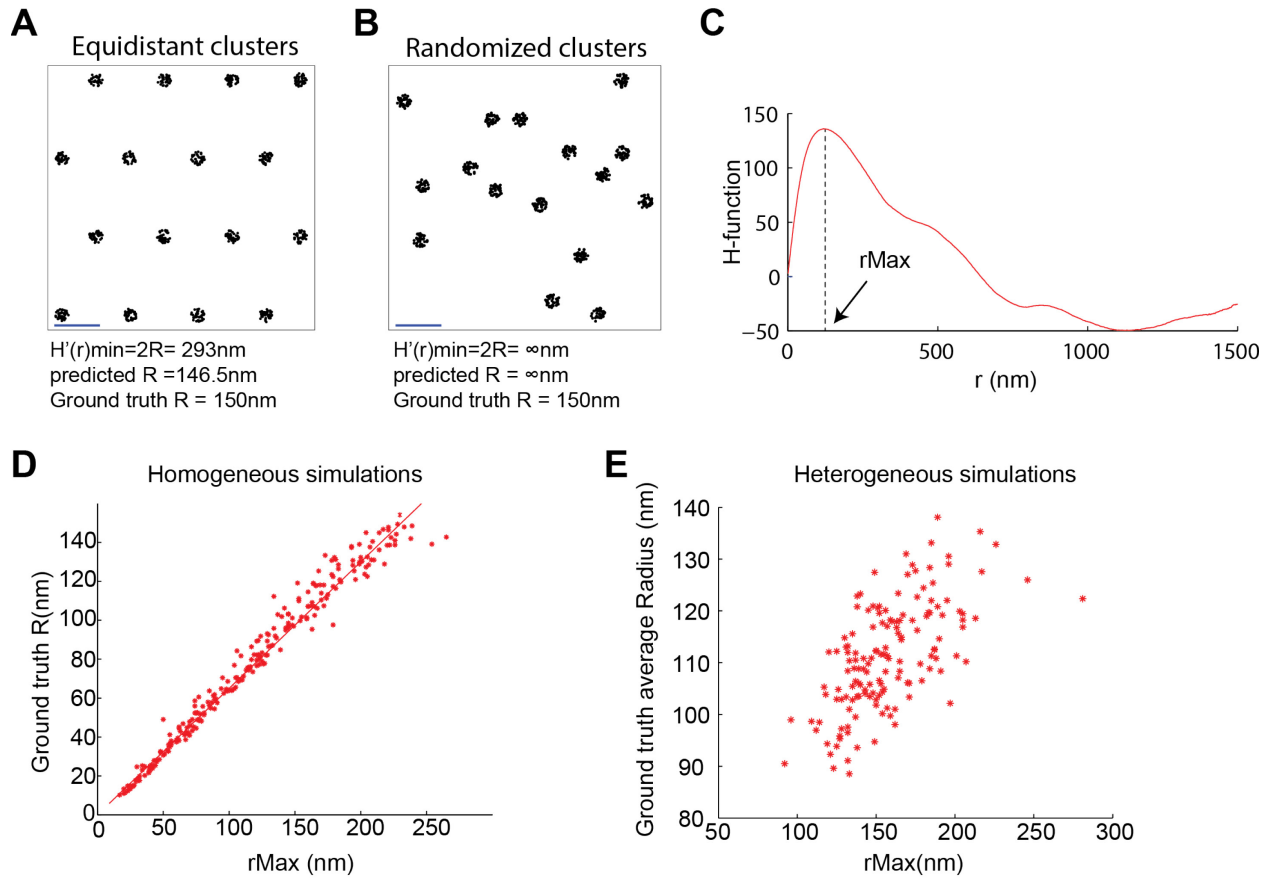 A
Equidistant clusters
H'(r)min=2R= 293nm
predicted R =146.5nm
Ground truth R = 150nm
B
Randomized clusters
H'(r)min=2R= ∞nm
predicted R = ∞nm
Ground truth R = 150nm
C
H-function
150
100
50
0
−50
rMax
0 500 1000 1500
r (nm)
D
Homogeneous simulations
Ground truth R(nm)
140
120
100
80
60
40
20
0
0 50 100 150 200 250
rMax (nm)
E
Heterogeneous simulations
Ground truth average Radius (nm)
140
130
120
110
100
90
80
50 100 150 200 250 300
rMax(nm)